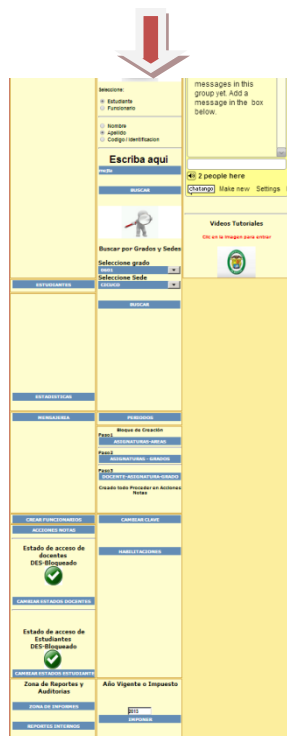 Seleccione:
Estudiante
Funcionario
Nombre
Apellido
Codigo / Identificacion
Escriba aqui
mejia
BUSCAR
Buscar por Grados y Sedes
Seleccione grado
Seleccione Sede
BUSCAR
messages in this
group yet. Add a
message in the box
below.
2 people here
chatango Make new Settings
Videos Tutoriales
Clic en la imagen para entrar
ESTUDIANTES
ESTADISTICAS
MENSAJERIA
PERIODOS
Bloque de Creación
Paso1
ASIGNATURAS-AREAS
Paso2
ASIGNATURAS - GRADOS
Paso3
DOCENTE-ASIGNATURA-GRADO
Creado todo Proceder en Acciones
Notas
CREAR FUNCIONARIOS
CAMBIAR CLAVE
ACCIONES NOTAS
Estado de acceso de
docentes
DES-Bloqueado
HABILITACIONES
CAMBIAR ESTADOS DOCENTES
Estado de acceso de
Estudiantes
DES-Bloqueado
CAMBIAR ESTADOS ESTUDIANTE
Zona de Reportes y
Auditorias
ZONA DE INFORMES
REPORTES INTERNOS
Año Vigente o Impuesto
IMPONER